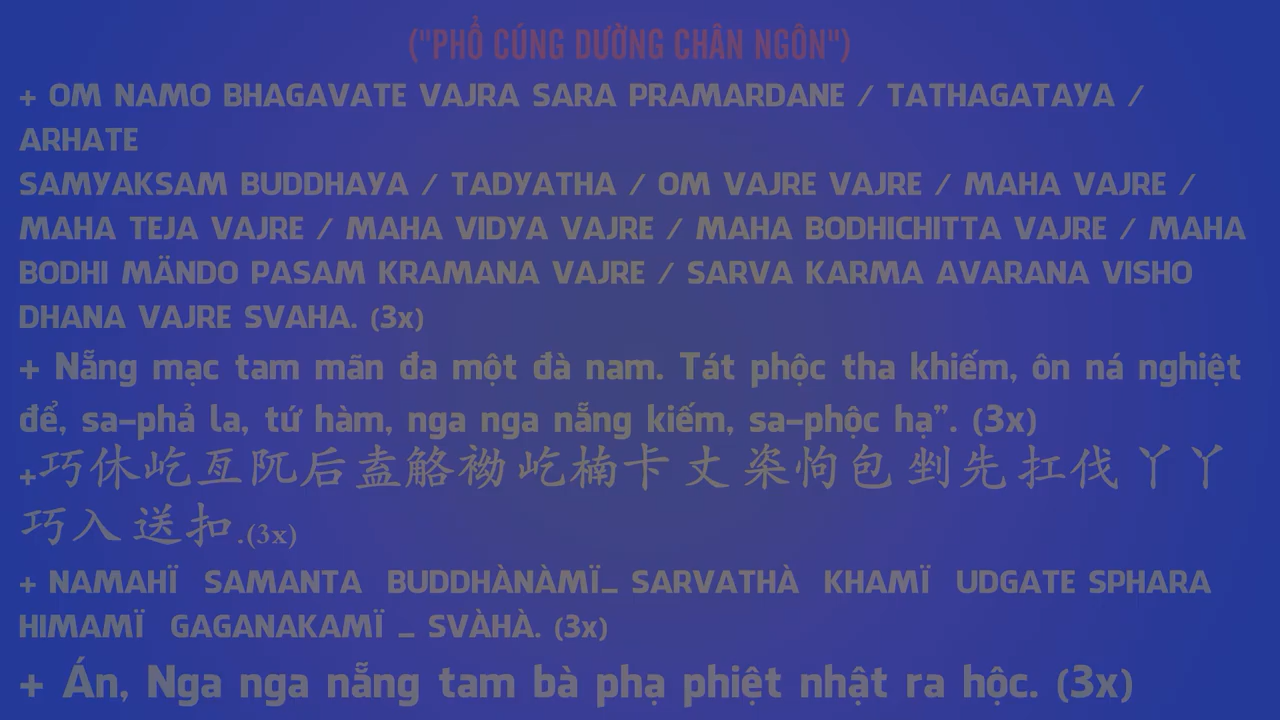 ("PHỔ CÚNG DƯỜNG CHÂN NGÔN")
+ OM NAMO BHAGAVATE VAJRA SARA PRAMARDANE / TATHAGATAYA /
ARHATE
SAMYAKSAM BUDDHAYA / TADYATHA / OM VAJRE VAJRE / MAHA VAJRE /
MAHA TEJA VAJRE / MAHA VIDYA VAJRE / MAHA BODHICHITTA VAJRE / MAHA
BODHI MÄNDO PASAM KRAMANA VAJRE / SARVA KARMA AVARANA VISHO
DHANA VAJRE SVAHA. (3x)
+ Nẵng mạc tam mãn đa một đà nam. Tát phộc tha khiếm, ôn ná nghiệt
để, sa-phả la, tứ hàm, nga nga nẵng kiếm, sa-phộc hạ”. (3x)
+巧休屹亙阢后盍觡袎屹楠卡丈楶怐包剉先扛伐丫丫
巧入送扣.(3x)
+ NAMAHÏ SAMANTA BUDDHÀNÀMÏ_ SARVATHÀ KHAMÏ UDGATE SPHARA
HIMAMÏ GAGANAKAMÏ _ SVÀHÀ. (3x)
+ Án, Nga nga nẵng tam bà phạ phiệt nhật ra hộc. (3x)